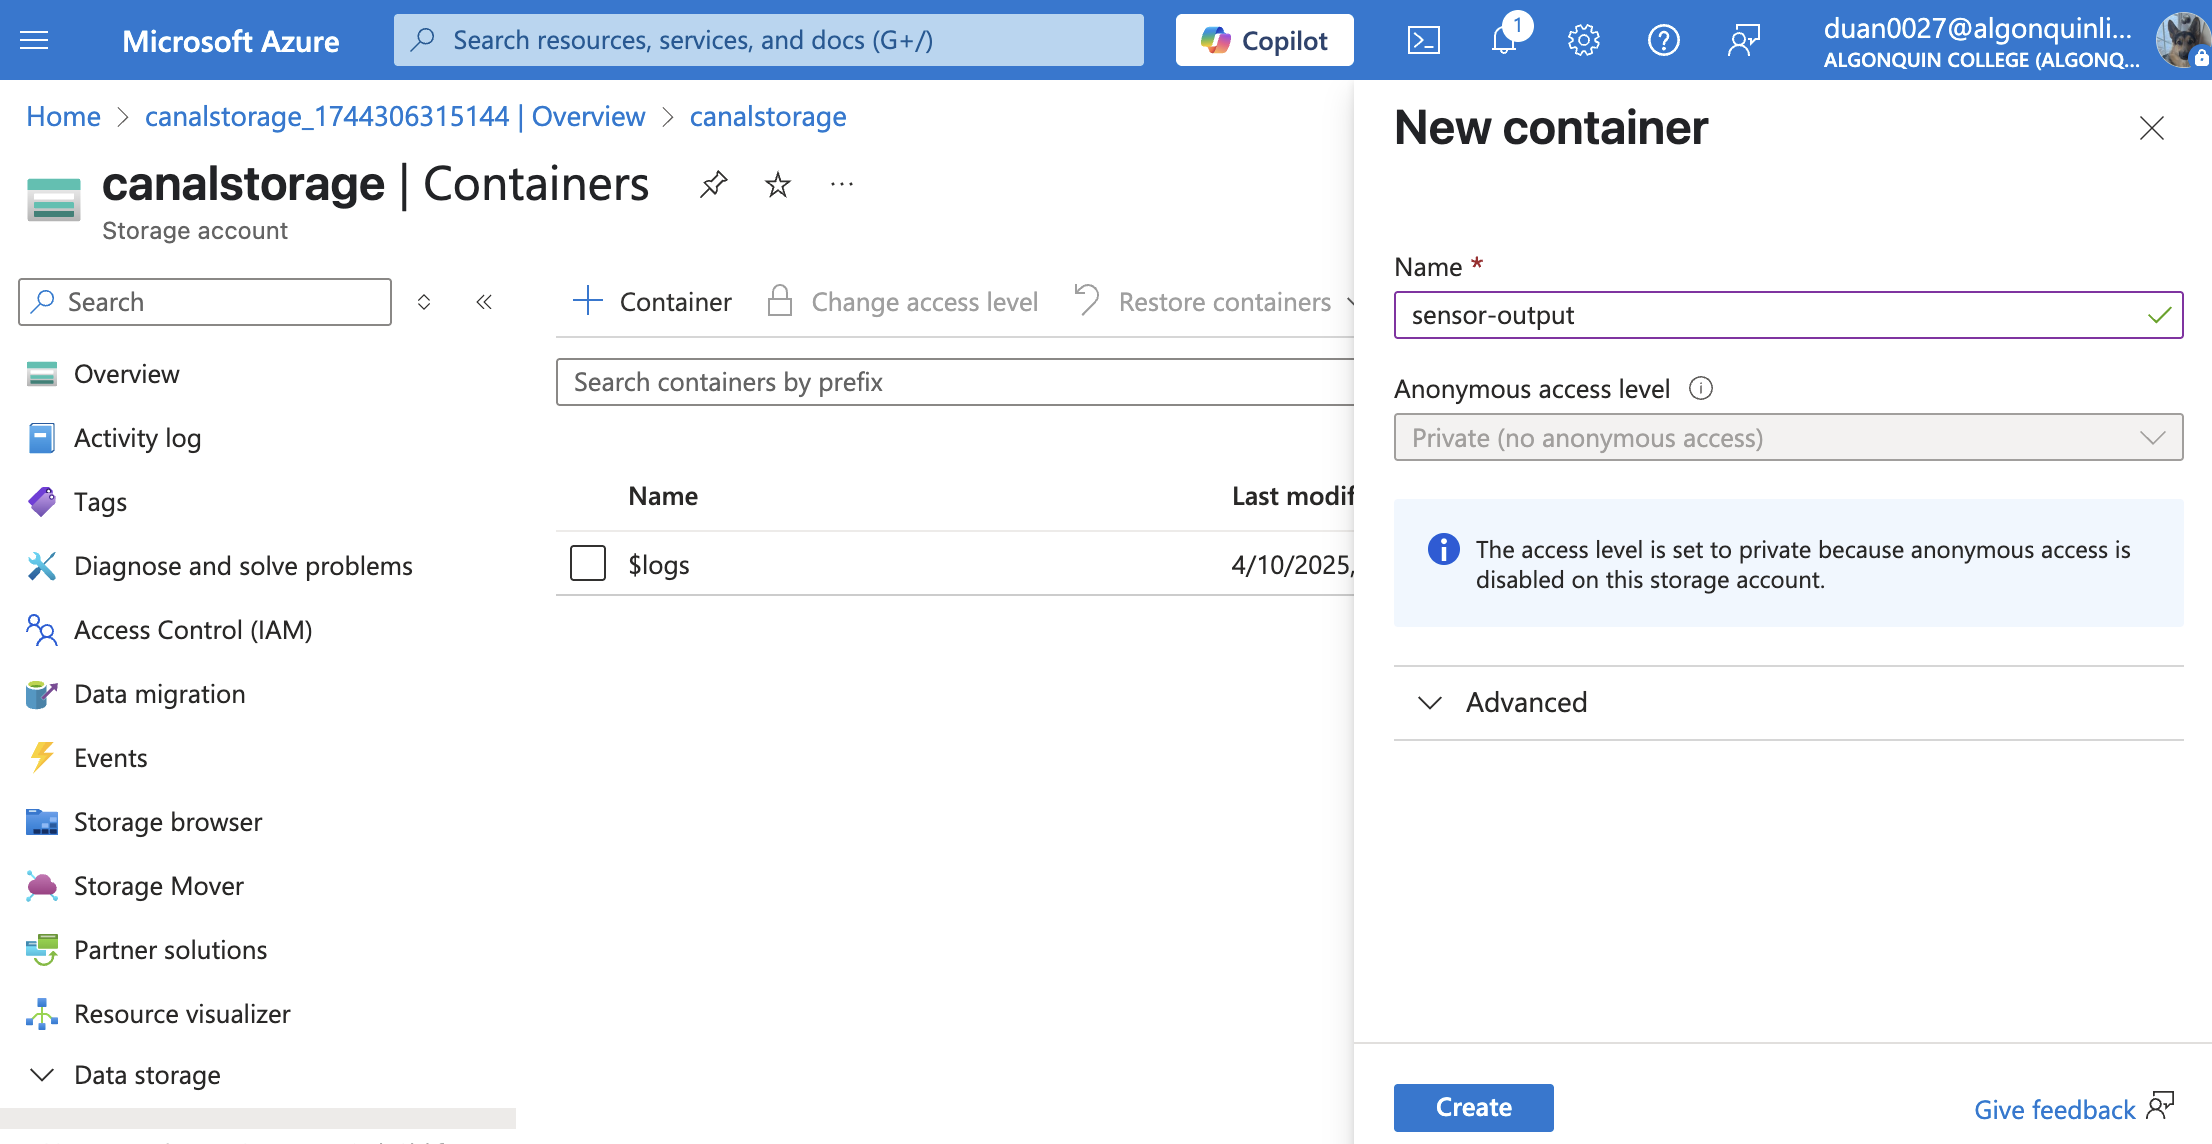 Microsoft Azure
Search resources, services, and docs (G+/)
Copilot
1
duan0027@algonquinli...
ALGONQUIN COLLEGE (ALGONQ...
Home > canalstorage_1744306315144 | Overview > canalstorage
canalstorage | Containers
Storage account
Search
Overview
Activity log
Tags
Diagnose and solve problems
Access Control (IAM)
Data migration
Events
Storage browser
Storage Mover
Partner solutions
Resource visualizer
Data storage
Container
Change access level
Restore containers
Search containers by prefix
Name
Last modif
$logs
4/10/2025,
New container
Name *
sensor-output
Anonymous access level
Private (no anonymous access)
The access level is set to private because anonymous access is
disabled on this storage account.
Advanced
Create
Give feedback